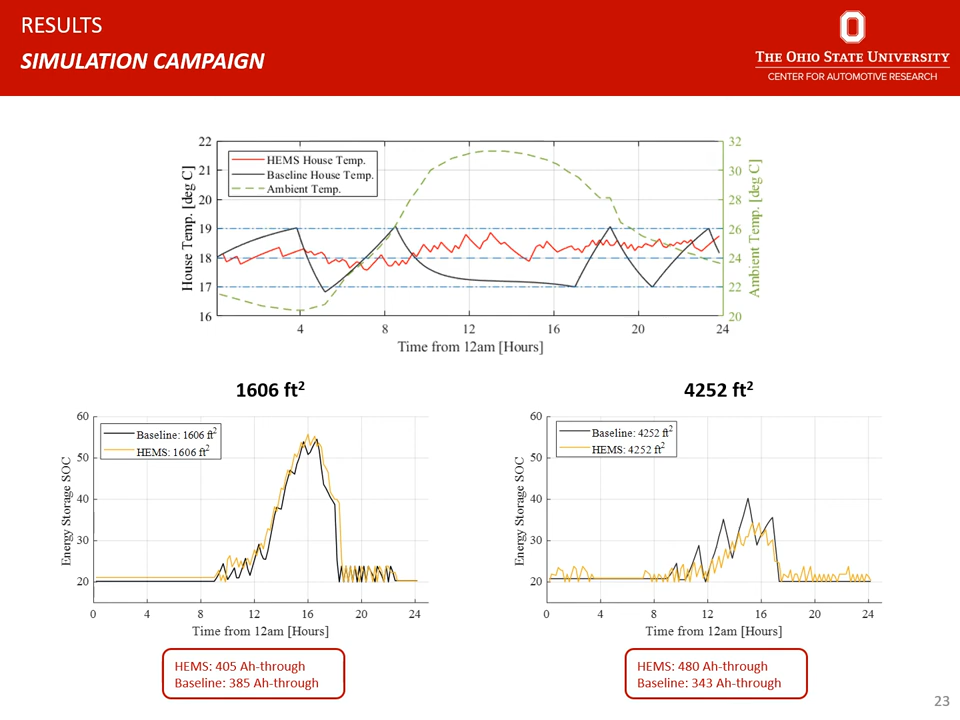 RESULTS
SIMULATION CAMPAIGN
THE OHIO STATE UNIVERSITY
CENTER FOR AUTOMOTIVE RESEARCH
22
21
20
19
18
17
16
House Temp. [deg C]
HEMS House Temp.
Baseline House Temp.
Ambient Temp.
32
30
28
26
24
22
20
Ambient Temp. [deg C]
4 8 12 16 20 24
Time from 12am [Hours]
1606 ft²
60
50
40
30
20
Energy Storage SOC
Baseline: 1606 ft²
HEMS: 1606 ft²
0 4 8 12 16 20 24
Time from 12am [Hours]
HEMS: 405 Ah-through
Baseline: 385 Ah-through
4252 ft²
60
50
40
30
20
Energy Storage SOC
Baseline: 4252 ft²
HEMS: 4252 ft²
0 4 8 12 16 20 24
Time from 12am [Hours]
HEMS: 480 Ah-through
Baseline: 343 Ah-through
23